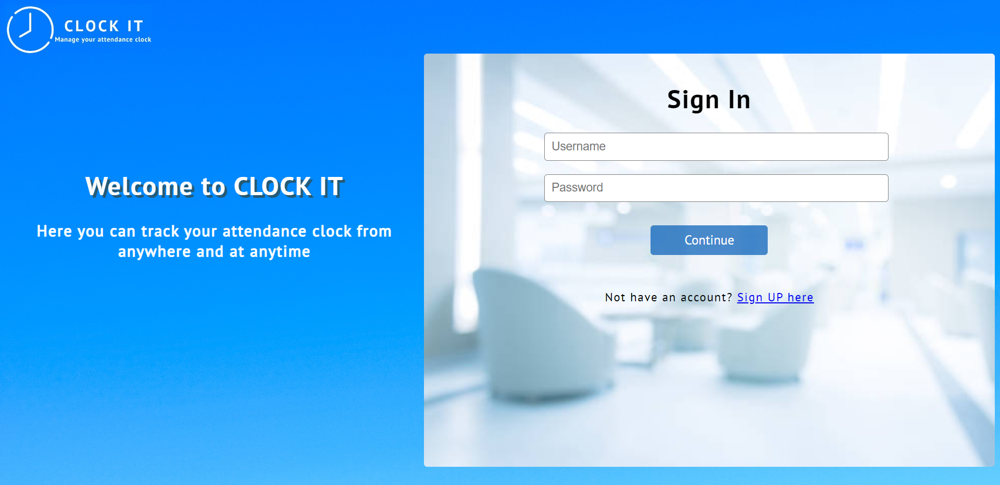 CLOCK IT
Manage your attendance clock
Welcome to CLOCK IT
Here you can track your attendance clock from
anywhere and at anytime
Sign In
Username
Password
Continue
Not have an account? Sign UP here